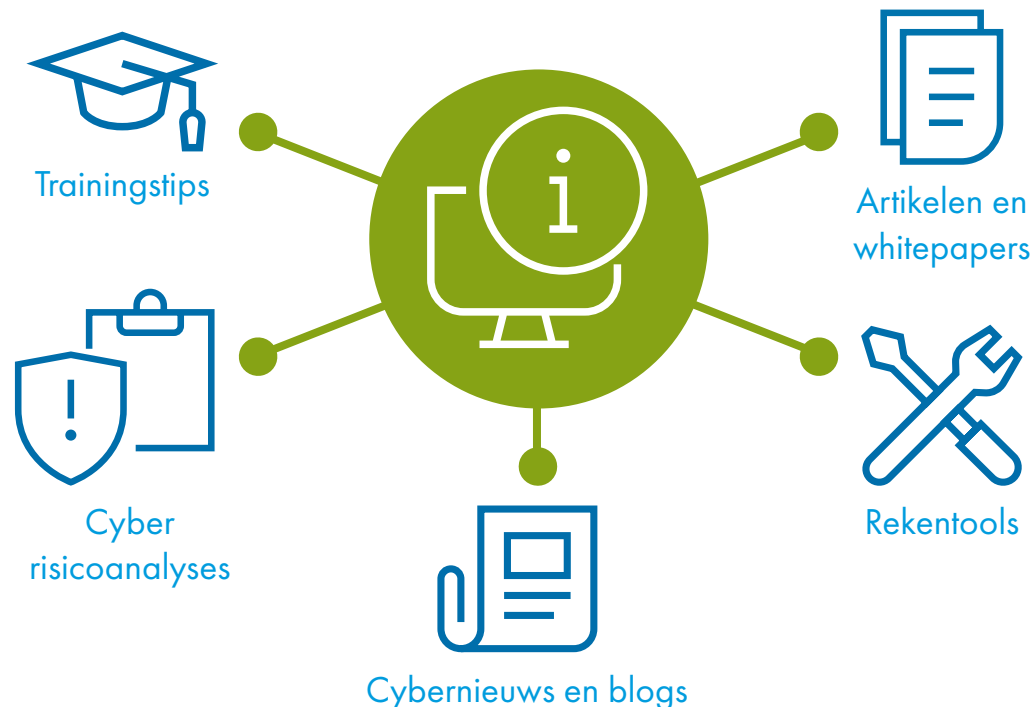 Trainingstips
Artikelen en
whitepapers
Cyber
risicoanalyses
Rekentools
Cybernieuws en blogs